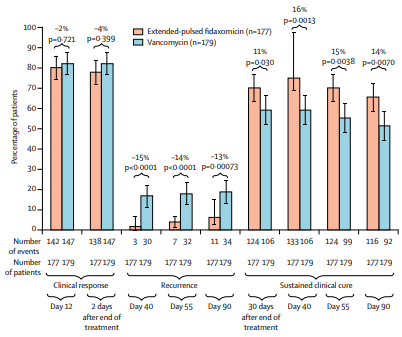 −2%
p=0·721
−4%
p=0·399
Extended-pulsed fidaxomicin (n=177)
Vancomycin (n=179)
16%
p=0·0013
11%
p=0·030
15%
p=0·0038
14%
p=0·0070
−15%
p<0·0001
−14%
p<0·0001
−13%
p=0·00073
Percentage of patients
100
90
80
70
60
50
40
30
20
10
0
Number of events
142 147 138 147 3 30 7 32 11 34 124 106 133 106 124 99 116 92
Number of patients
177 179 177 179 177 179 177 179 177 179 177 179 177 179 177 179 177 179
Clinical response Recurrence Sustained clinical cure
Day 12
2 days after end of treatment
Day 40
Day 55
Day 90
30 days after end of treatment
Day 40
Day 55
Day 90